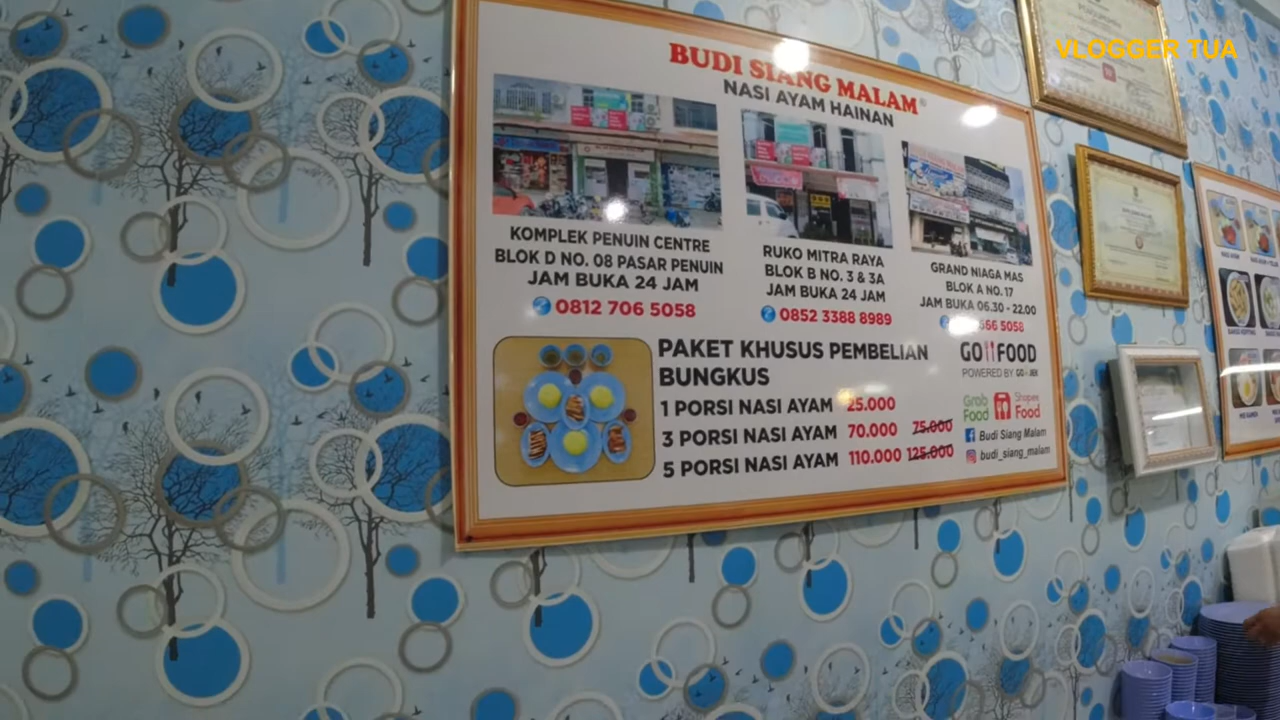 VLOGGER TUA
BUDI SIANG MALAM
NASI AYAM HAINAN
KOMPLEK PENUIN CENTRE
BLOK D NO. 08 PASAR PENUIN
JAM BUKA 24 JAM
0812 706 5058
RUKO MITRA RAYA
BLOK B NO. 3 & 3A
JAM BUKA 24 JAM
0852 3388 8989
GRAND NIAGA MAS
BLOK A NO. 17
JAM BUKA 06.30 - 22.00
66 5058
PAKET KHUSUS PEMBELIAN
BUNGKUS
1 PORSI NASI AYAM 25.000
3 PORSI NASI AYAM 70.000 75.000
5 PORSI NASI AYAM 110.000 125.000
GO FOOD
POWERED BY GO-JEK
Grab Food
Shopee Food
Budi Siang Malam
budi_siang_malam